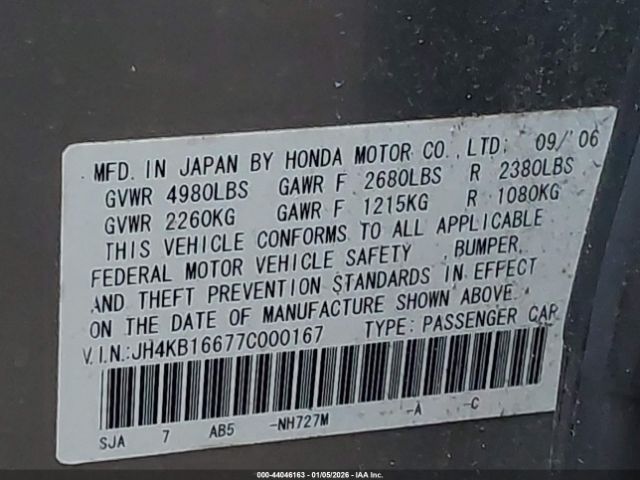 MFD. IN JAPAN BY HONDA MOTOR CO., LTD; 09/'06
GVWR 4980LBS GAWR F 2680LBS R 2380LBS
GVWR 2260KG GAWR F 1215KG R 1080KG
THIS VEHICLE CONFORMS TO ALL APPLICABLE
FEDERAL MOTOR VEHICLE SAFETY , BUMPER,
AND THEFT PREVENTION STANDARDS IN EFFECT
ON THE DATE OF MANUFACTURE SHOWN ABOVE.
V.I.N.:JH4KB16677C000167 TYPE: PASSENGER CAR
SJA 7 AB5 -NH727M -A -C
000-44046163 - 01/05/2026 - IAA Inc.